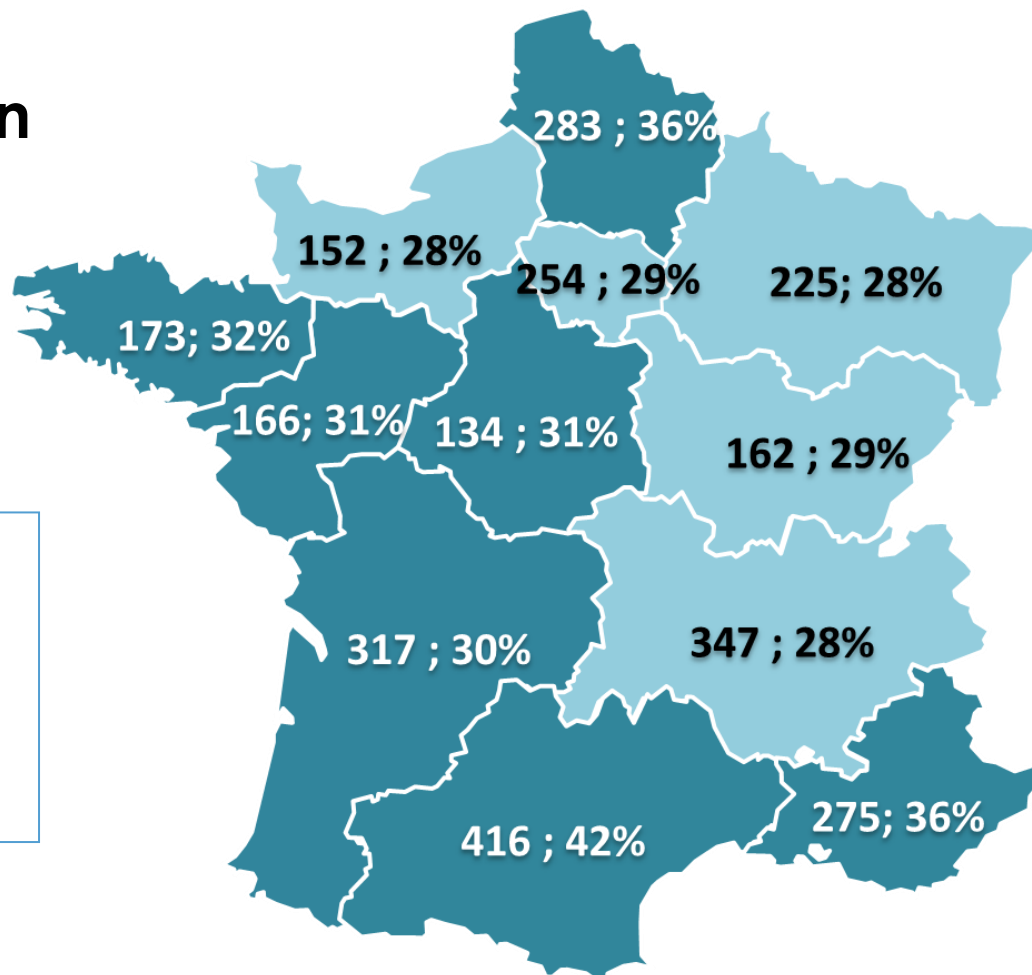 n
283 ; 36%
152 ; 28%
254 ; 29%
225; 28%
173; 32%
166; 31%
134 ; 31%
162 ; 29%
317 ; 30%
347 ; 28%
416 ; 42%
275; 36%